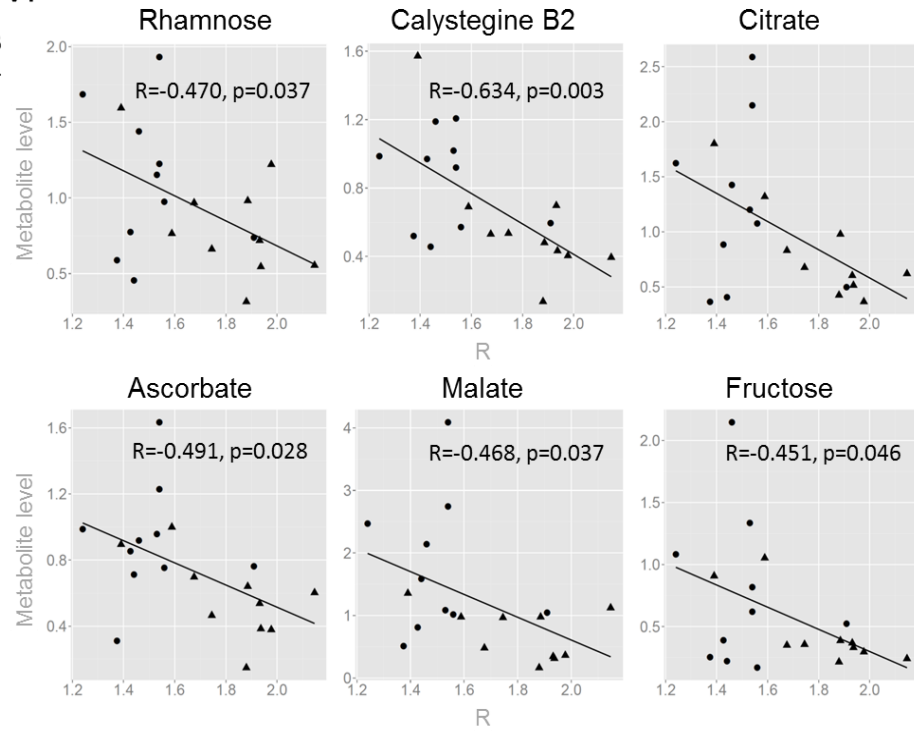 Rhamnose Calystegine B2 Citrate
Metabolite level
2.0
1.5
1.0
0.5
R=-0.470, p=0.037
1.2 1.4 1.6 1.8 2.0
1.6
1.2
0.8
0.4
R=-0.634, p=0.003
1.2 1.4 1.6 1.8 2.0
2.5
2.0
1.5
1.0
0.5
1.2 1.4 1.6 1.8 2.0
R
Ascorbate Malate Fructose
Metabolite level
1.6
1.2
0.8
0.4
R=-0.491, p=0.028
1.2 1.4 1.6 1.8 2.0
4
3
2
1
0
R=-0.468, p=0.037
1.2 1.4 1.6 1.8 2.0
2.0
1.5
1.0
0.5
R=-0.451, p=0.046
1.2 1.4 1.6 1.8 2.0
R